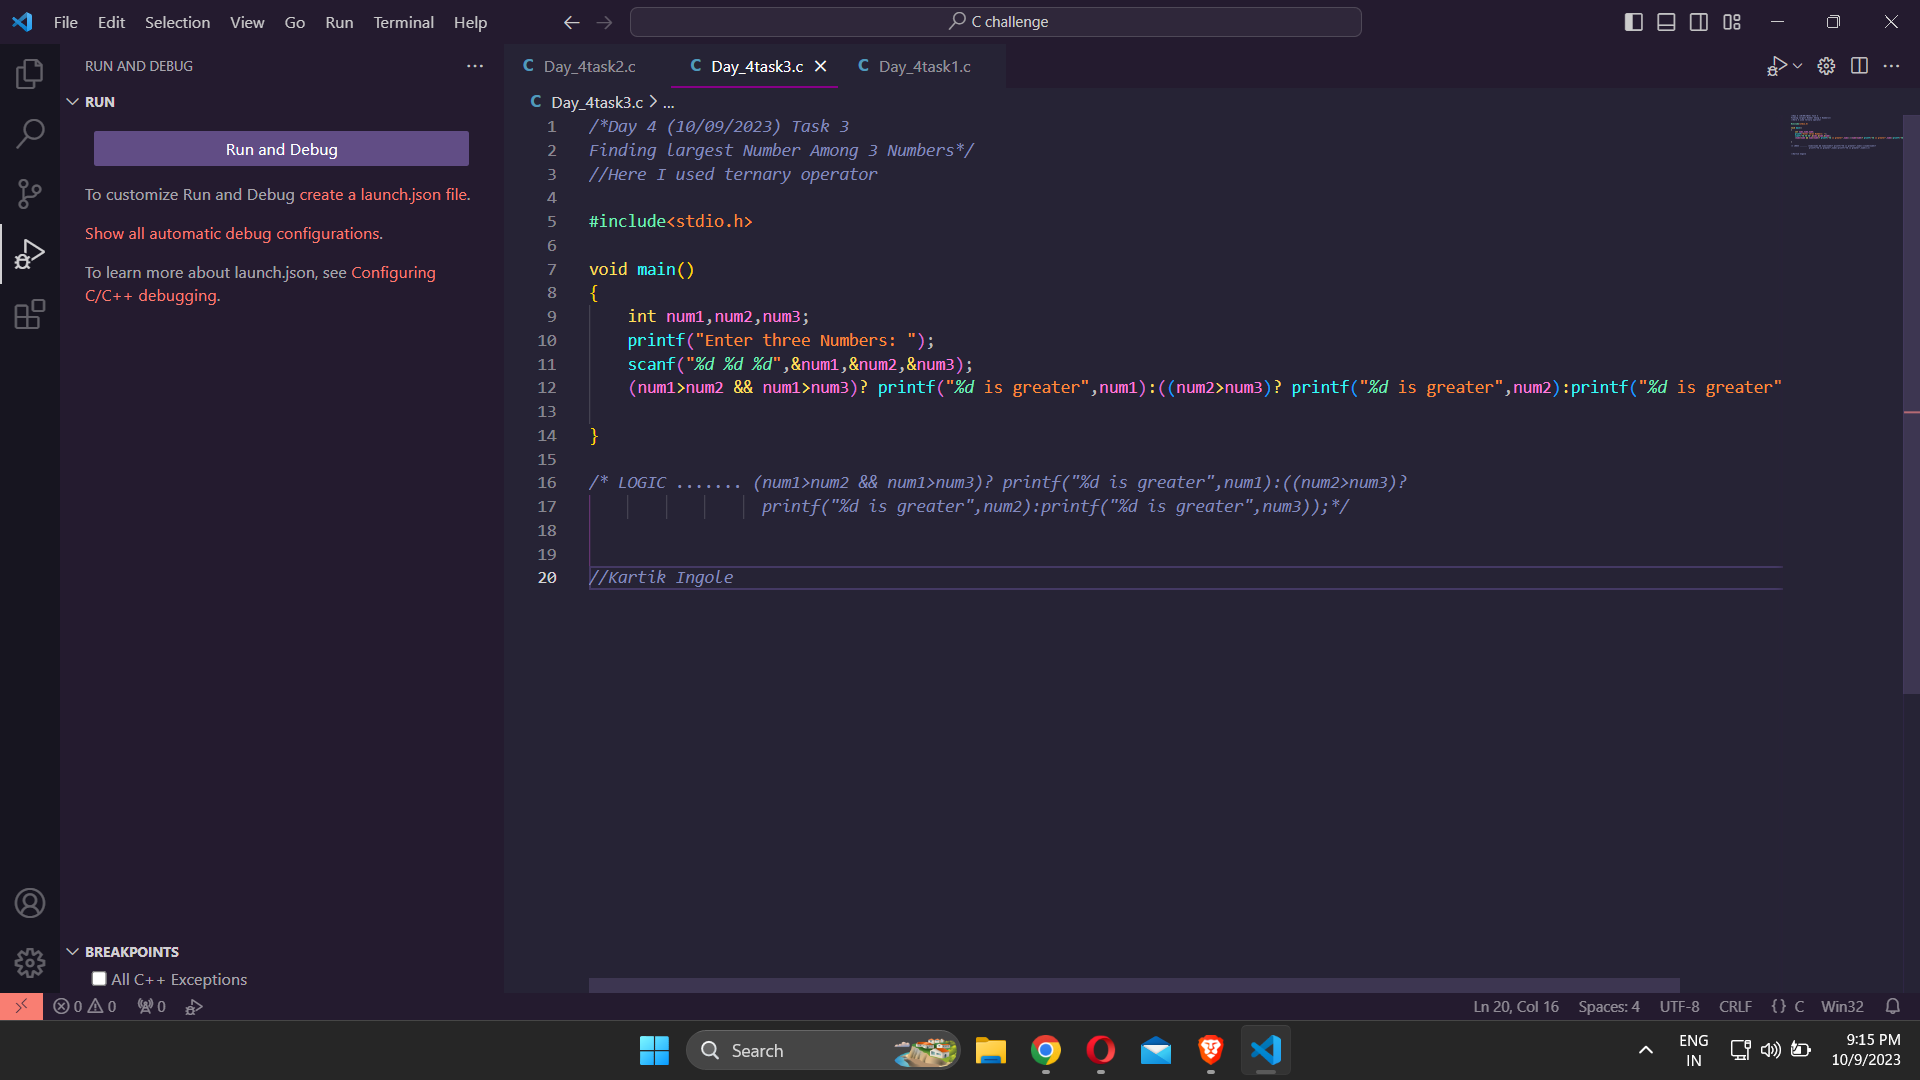 File Edit Selection View Go Run Terminal Help
C challenge
RUN AND DEBUG
RUN
Run and Debug
To customize Run and Debug create a launch.json file.
Show all automatic debug configurations.
To learn more about launch.json, see Configuring
C/C++ debugging.
BREAKPOINTS
All C++ Exceptions
C Day_4task2.c C Day_4task3.c C Day_4task1.c
C Day_4task3.c > ...
1 /*Day 4 (10/09/2023) Task 3
2 Finding largest Number Among 3 Numbers*/
3 //Here I used ternary operator
4
5 #include<stdio.h>
6
7 void main()
8 {
9 int num1,num2,num3;
10 printf("Enter three Numbers: ");
11 scanf("%d %d %d",&num1,&num2,&num3);
12 (num1>num2 && num1>num3)? printf("%d is greater",num1):((num2>num3)? printf("%d is greater",num2):printf("%d is greater"
13
14 }
15
16 /* LOGIC ....... (num1>num2 && num1>num3)? printf("%d is greater",num1):((num2>num3)?
17 printf("%d is greater",num2):printf("%d is greater",num3));*/
18
19
20 //Kartik Ingole
0 0 0
Ln 20, Col 16 Spaces: 4 UTF-8 CRLF {} C Win32
Search
ENG
IN
9:15 PM
10/9/2023